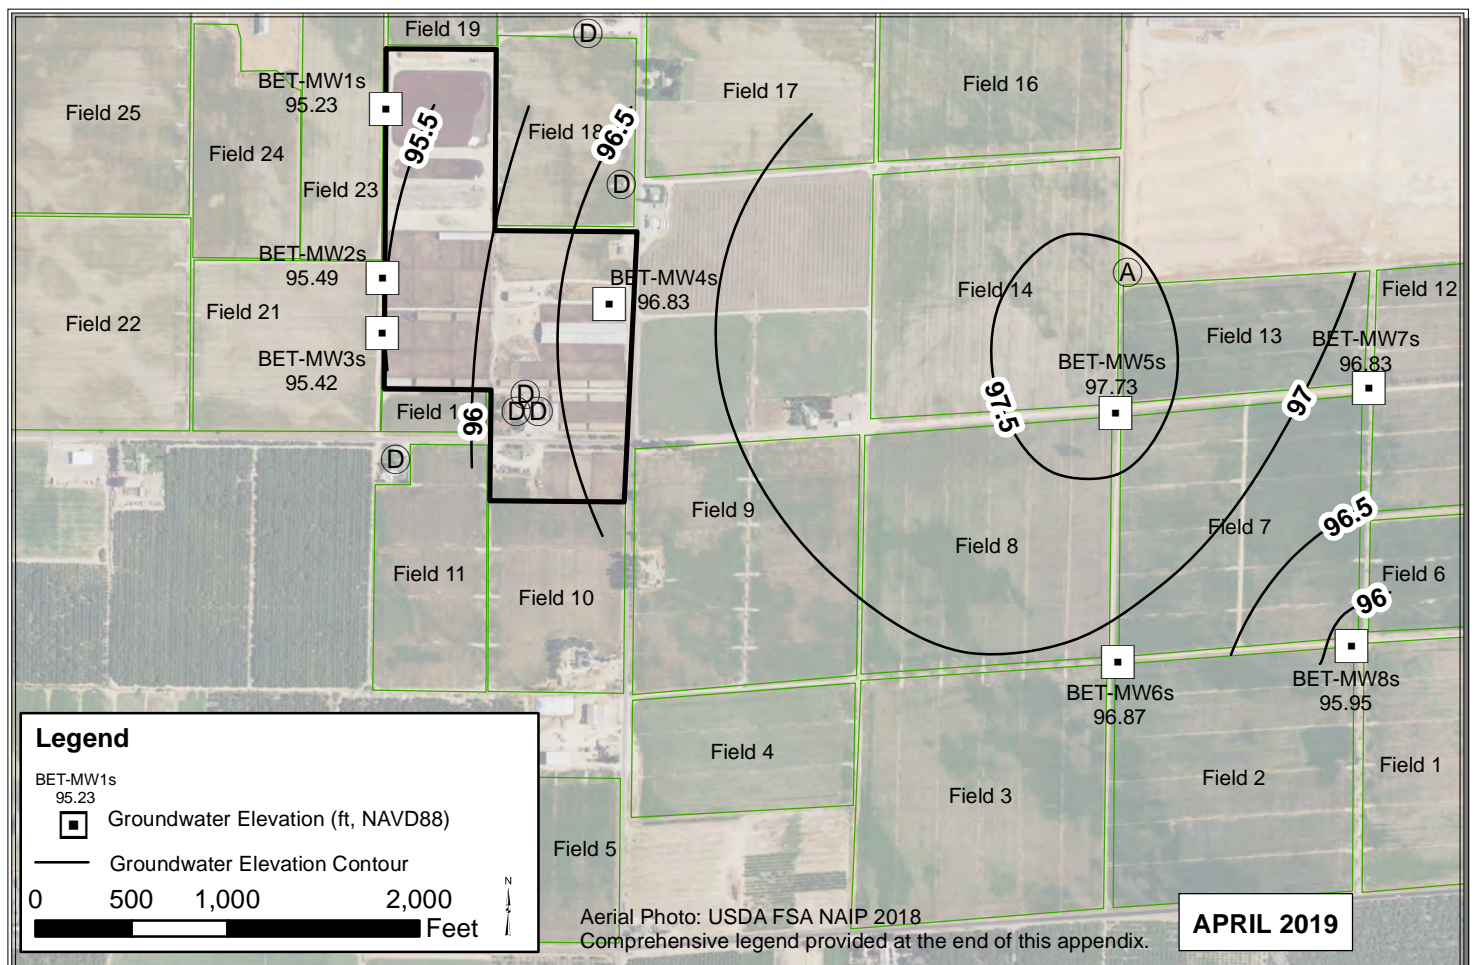 Field 19
D
BET-MW1s
95.23
Field 25
Field 24
Field 23
95.5
Field 18
96.5
D
Field 17
Field 16
BET-MW2s
95.49
Field 22
Field 21
BET-MW3s
95.42
BET-MW4s
96.83
Field 14
A
Field 12
Field 13
BET-MW7s
96.83
BET-MW5s
97.73
97.5
97
Field 1
96
D
D D
D
Field 9
Field 8
Field 7
96.5
Field 11
Field 10
Field 6
96
BET-MW6s
96.87
BET-MW8s
95.95
Field 4
Field 3
Field 2
Field 1
Field 5
Legend
BET-MW1s
95.23
Groundwater Elevation (ft, NAVD88)
Groundwater Elevation Contour
0 500 1,000 2,000
Feet
N
Aerial Photo: USDA FSA NAIP 2018
Comprehensive legend provided at the end of this appendix.
APRIL 2019